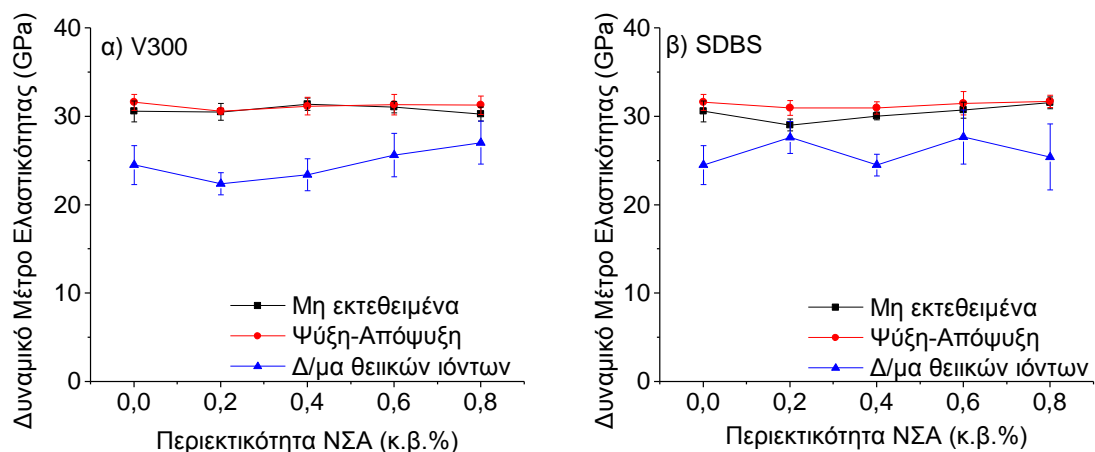 Δυναμικό Μέτρο Ελαστικότητας (GPa)
40
30
20
10
0
α) V300
Μη εκτεθειμένα
Ψύξη-Απόψυξη
Δ/μα θειικών ιόντων
0,0 0,2 0,4 0,6 0,8
Περιεκτικότητα ΝΣΑ (κ.β.%)
Δυναμικό Μέτρο Ελαστικότητας (GPa)
40
30
20
10
0
β) SDBS
Μη εκτεθειμένα
Ψύξη-Απόψυξη
Δ/μα θειικών ιόντων
0,0 0,2 0,4 0,6 0,8
Περιεκτικότητα ΝΣΑ (κ.β.%)